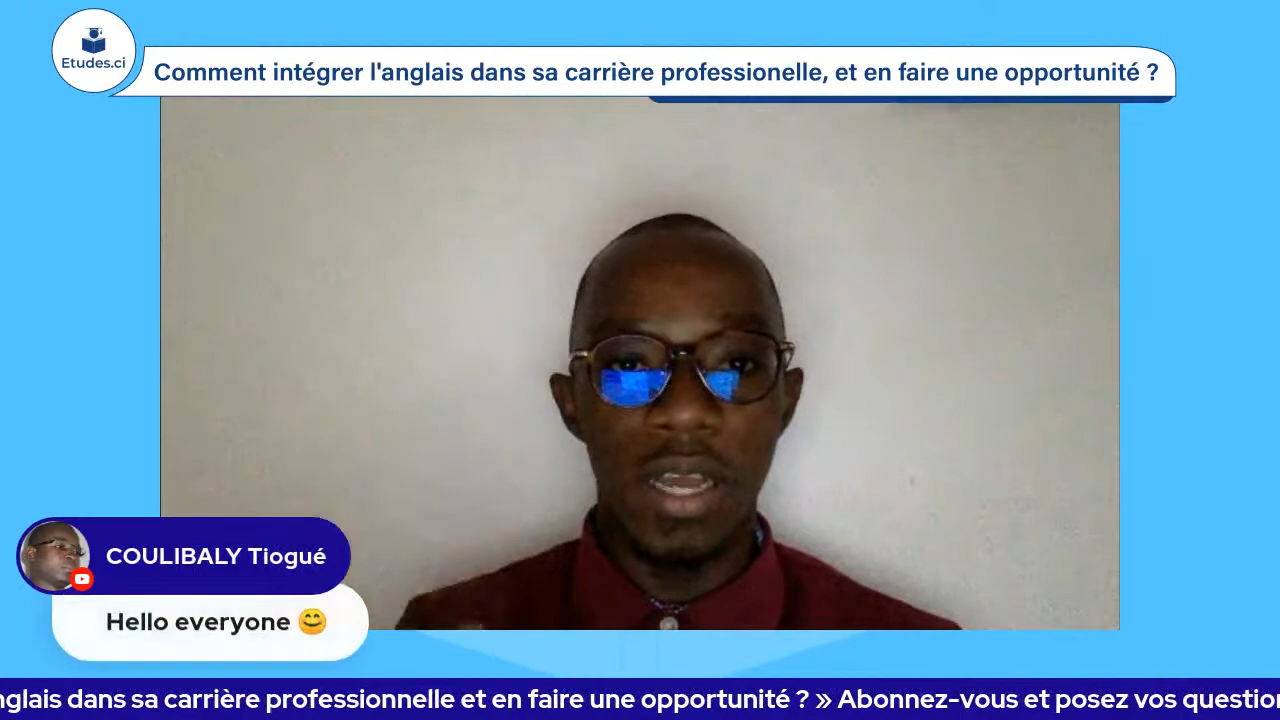 Etudes.ci
Comment intégrer l'anglais dans sa carrière professionelle, et en faire une opportunité ?
COULIBALY Tiogué
Hello everyone 😊
nglais dans sa carrière professionnelle et en faire une opportunité ? » Abonnez-vous et posez vos question